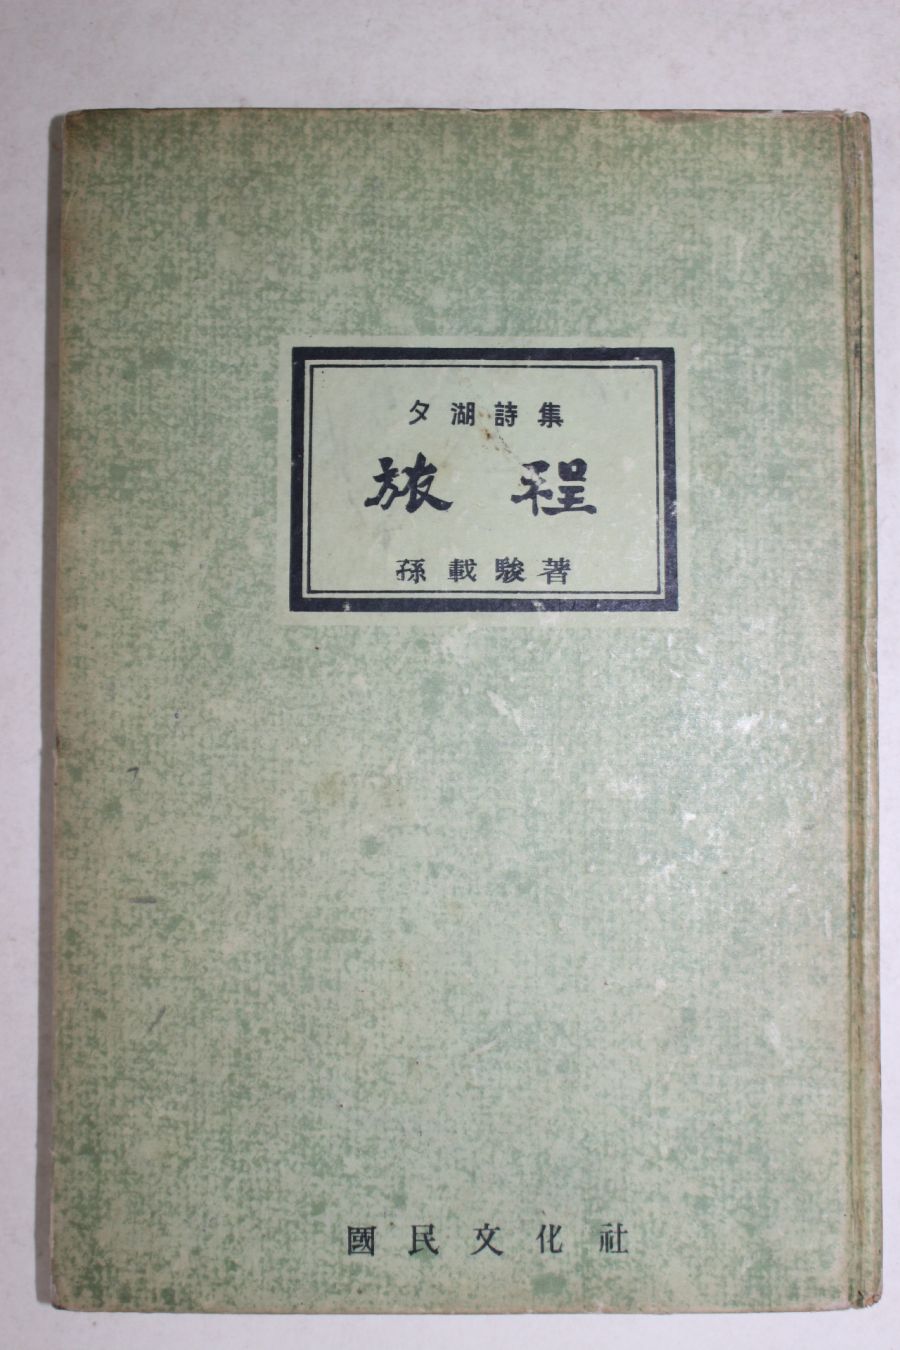 夕湖詩集
旅程
孫載駿著
國民文化社